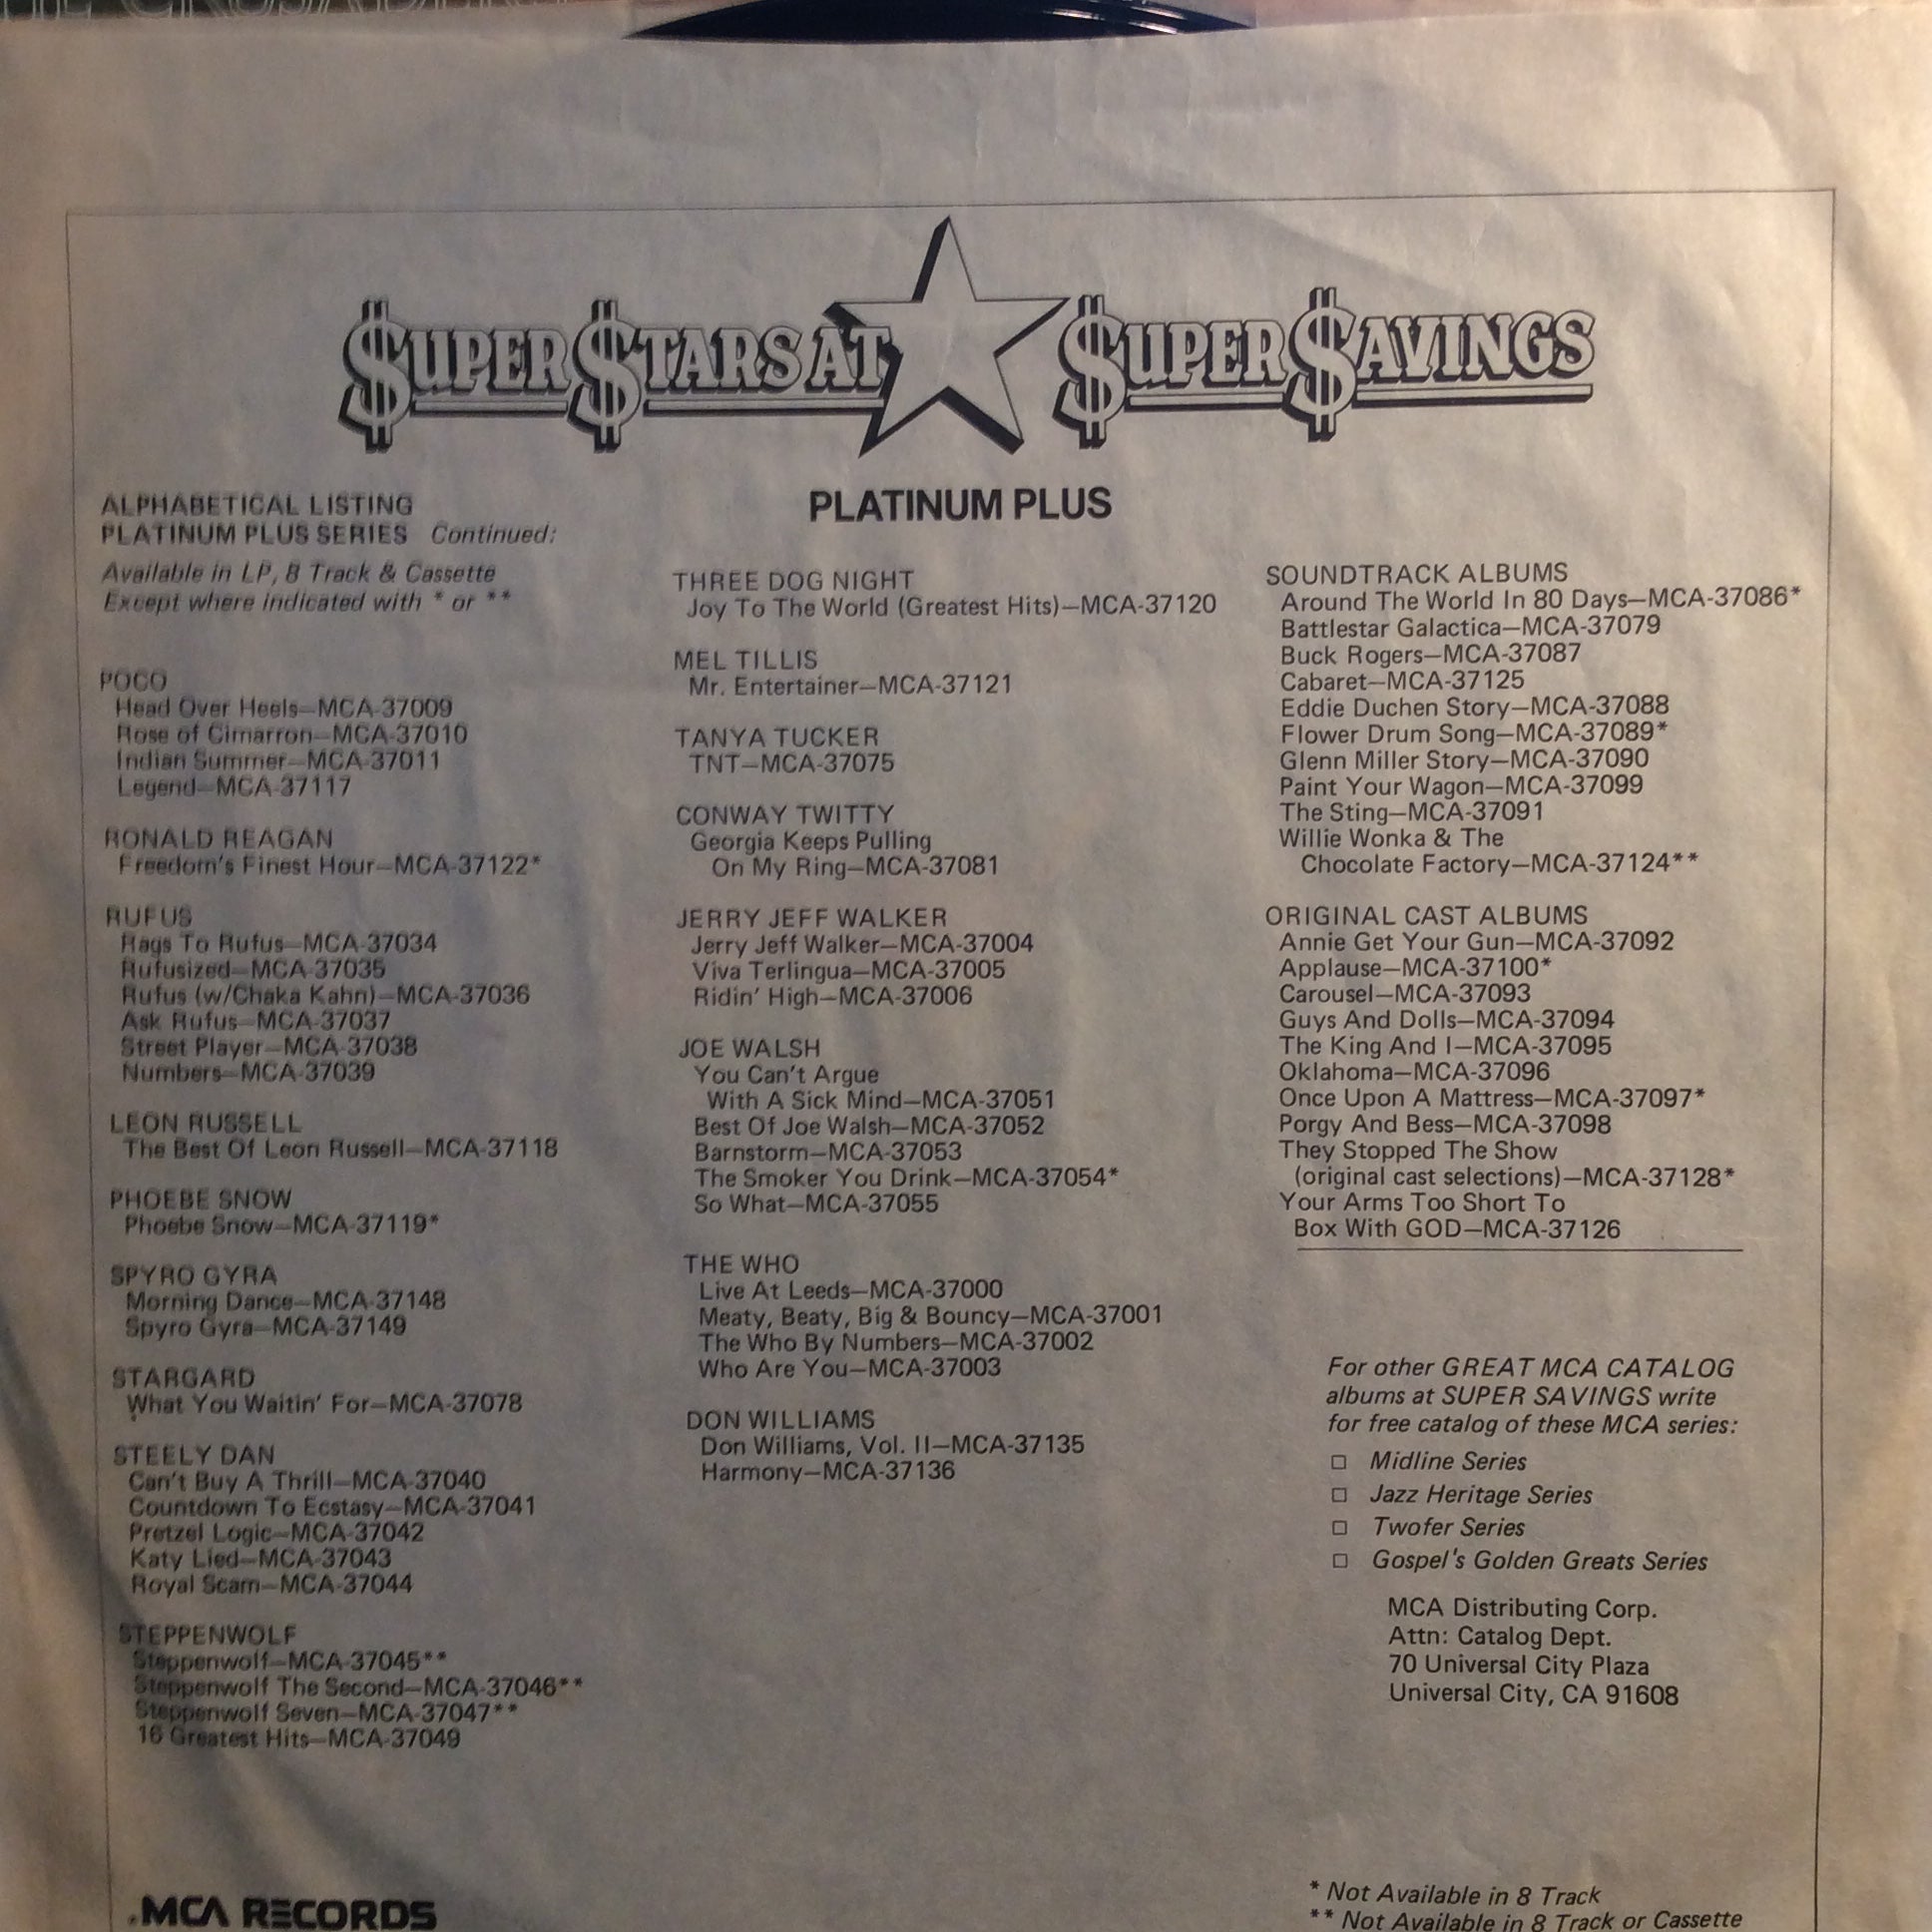 THE CRUSADERS
$UPER $TARS AT $UPER $AVINGS
PLATINUM PLUS
ALPHABETICAL LISTING
PLATINUM PLUS SERIES Continued:
Available in LP, 8 Track & Cassette
Except where indicated with * or **
POCO
Head Over Heels—MCA-37009
Rose of Cimarron—MCA-37010
Indian Summer—MCA-37011
Legend—MCA-37117
RONALD REAGAN
Freedom's Finest Hour—MCA-37122*
RUFUS
Rags To Rufus—MCA-37034
Rufusized—MCA-37035
Rufus (w/Chaka Kahn)—MCA-37036
Ask Rufus—MCA-37037
Street Player—MCA-37038
Numbers—MCA-37039
LEON RUSSELL
The Best Of Leon Russell—MCA-37118
PHOEBE SNOW
Phoebe Snow—MCA-37119*
SPYRO GYRA
Morning Dance—MCA-37148
Spyro Gyra—MCA-37149
STARGARD
What You Waitin' For—MCA-37078
STEELY DAN
Can't Buy A Thrill—MCA-37040
Countdown To Ecstasy—MCA-37041
Pretzel Logic—MCA-37042
Katy Lied—MCA-37043
Royal Scam—MCA-37044
STEPPENWOLF
Steppenwolf—MCA-37045**
Steppenwolf The Second—MCA-37046**
Steppenwolf Seven—MCA-37047**
16 Greatest Hits—MCA-37049
THREE DOG NIGHT
Joy To The World (Greatest Hits)—MCA-37120
MEL TILLIS
Mr. Entertainer—MCA-37121
TANYA TUCKER
TNT—MCA-37075
CONWAY TWITTY
Georgia Keeps Pulling
On My Ring—MCA-37081
JERRY JEFF WALKER
Jerry Jeff Walker—MCA-37004
Viva Terlingua—MCA-37005
Ridin' High—MCA-37006
JOE WALSH
You Can't Argue
With A Sick Mind—MCA-37051
Best Of Joe Walsh—MCA-37052
Barnstorm—MCA-37053
The Smoker You Drink—MCA-37054*
So What—MCA-37055
THE WHO
Live At Leeds—MCA-37000
Meaty, Beaty, Big & Bouncy—MCA-37001
The Who By Numbers—MCA-37002
Who Are You—MCA-37003
DON WILLIAMS
Don Williams, Vol. II—MCA-37135
Harmony—MCA-37136
SOUNDTRACK ALBUMS
Around The World In 80 Days—MCA-37086*
Battlestar Galactica—MCA-37079
Buck Rogers—MCA-37087
Cabaret—MCA-37125
Eddie Duchen Story—MCA-37088
Flower Drum Song—MCA-37089*
Glenn Miller Story—MCA-37090
Paint Your Wagon—MCA-37099
The Sting—MCA-37091
Willie Wonka & The
Chocolate Factory—MCA-37124**
ORIGINAL CAST ALBUMS
Annie Get Your Gun—MCA-37092
Applause—MCA-37100*
Carousel—MCA-37093
Guys And Dolls—MCA-37094
The King And I—MCA-37095
Oklahoma—MCA-37096
Once Upon A Mattress—MCA-37097*
Porgy And Bess—MCA-37098
They Stopped The Show
(original cast selections)—MCA-37128*
Your Arms Too Short To
Box With GOD—MCA-37126
For other GREAT MCA CATALOG
albums at SUPER SAVINGS write
for free catalog of these MCA series:
□ Midline Series
□ Jazz Heritage Series
□ Twofer Series
□ Gospel's Golden Greats Series
MCA Distributing Corp.
Attn: Catalog Dept.
70 Universal City Plaza
Universal City, CA 91608
MCA RECORDS
* Not Available in 8 Track
** Not Available in 8 Track or Cassette